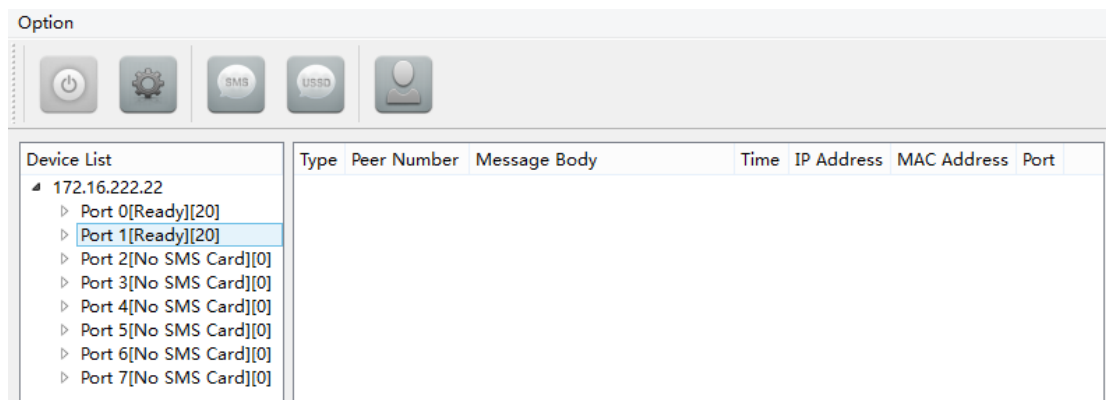 Option
SMS USSD
Device List
Type Peer Number Message Body Time IP Address MAC Address Port
172.16.222.22
Port 0[Ready][20]
Port 1[Ready][20]
Port 2[No SMS Card][0]
Port 3[No SMS Card][0]
Port 4[No SMS Card][0]
Port 5[No SMS Card][0]
Port 6[No SMS Card][0]
Port 7[No SMS Card][0]